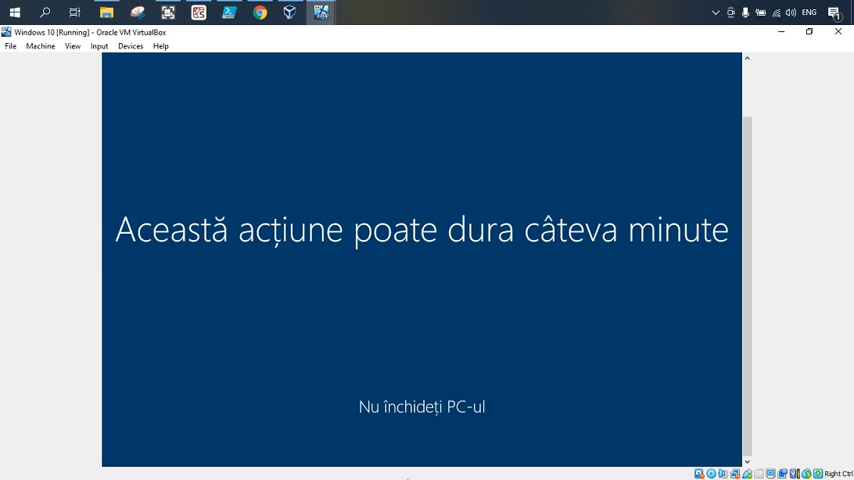 ENG
Windows 10 [Running] - Oracle VM VirtualBox
File Machine View Input Devices Help
Această acțiune poate dura câteva minute
Nu închideți PC-ul
Right Ctrl